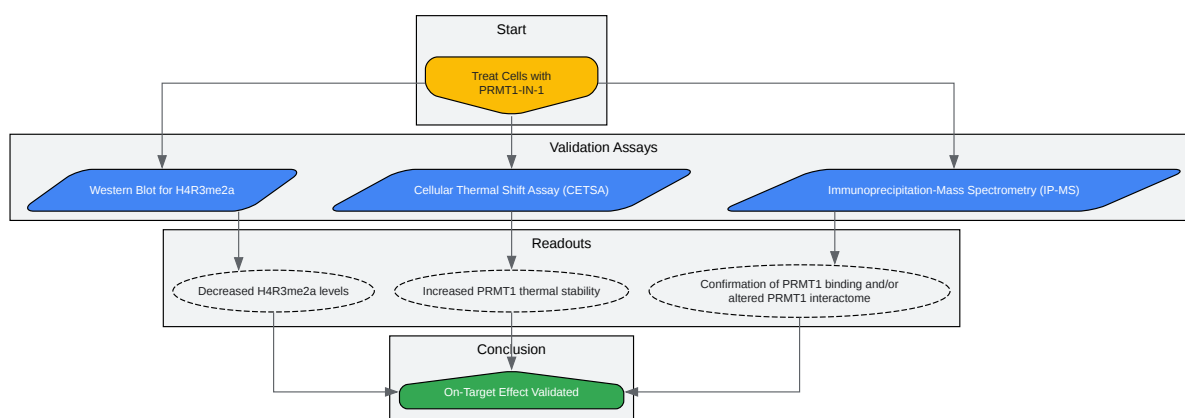 Start
Treat Cells with
PRMT1-IN-1
Validation Assays
Western Blot for H4R3me2a
Cellular Thermal Shift Assay (CETSA)
Immunoprecipitation-Mass Spectrometry (IP-MS)
Readouts
Decreased H4R3me2a levels
Increased PRMT1 thermal stability
Confirmation of PRMT1 binding and/or
altered PRMT1 interactome
Conclusion
On-Target Effect Validated